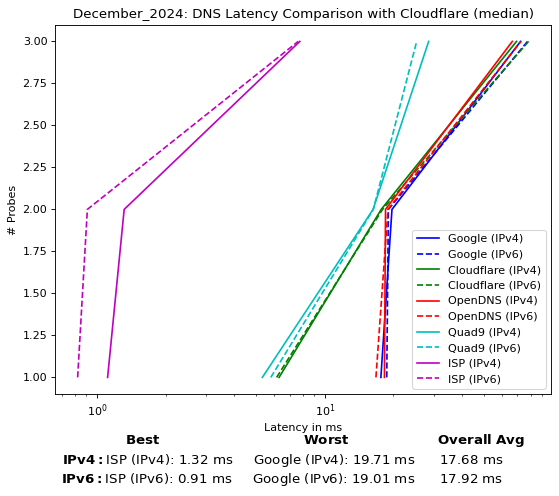 December_2024: DNS Latency Comparison with Cloudflare (median)
3.00
2.75
2.50
2.25
2.00
1.75
1.50
1.25
1.00
# Probes
Google (IPv4)
Google (IPv6)
Cloudflare (IPv4)
Cloudflare (IPv6)
OpenDNS (IPv4)
OpenDNS (IPv6)
Quad9 (IPv4)
Quad9 (IPv6)
ISP (IPv4)
ISP (IPv6)
10⁰ 10¹
Latency in ms
Best Worst Overall Avg
IPv4: ISP (IPv4): 1.32 ms Google (IPv4): 19.71 ms 17.68 ms
IPv6: ISP (IPv6): 0.91 ms Google (IPv6): 19.01 ms 17.92 ms